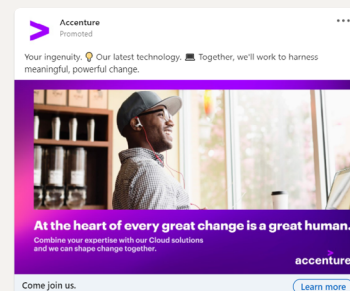 Accenture
Promoted
Your ingenuity. 💡 Our latest technology. 💻 Together, we'll work to harness
meaningful, powerful change.
At the heart of every great change is a great human.
Combine your expertise with our Cloud solutions
and we can shape change together.
accenture
Come join us.
Learn more